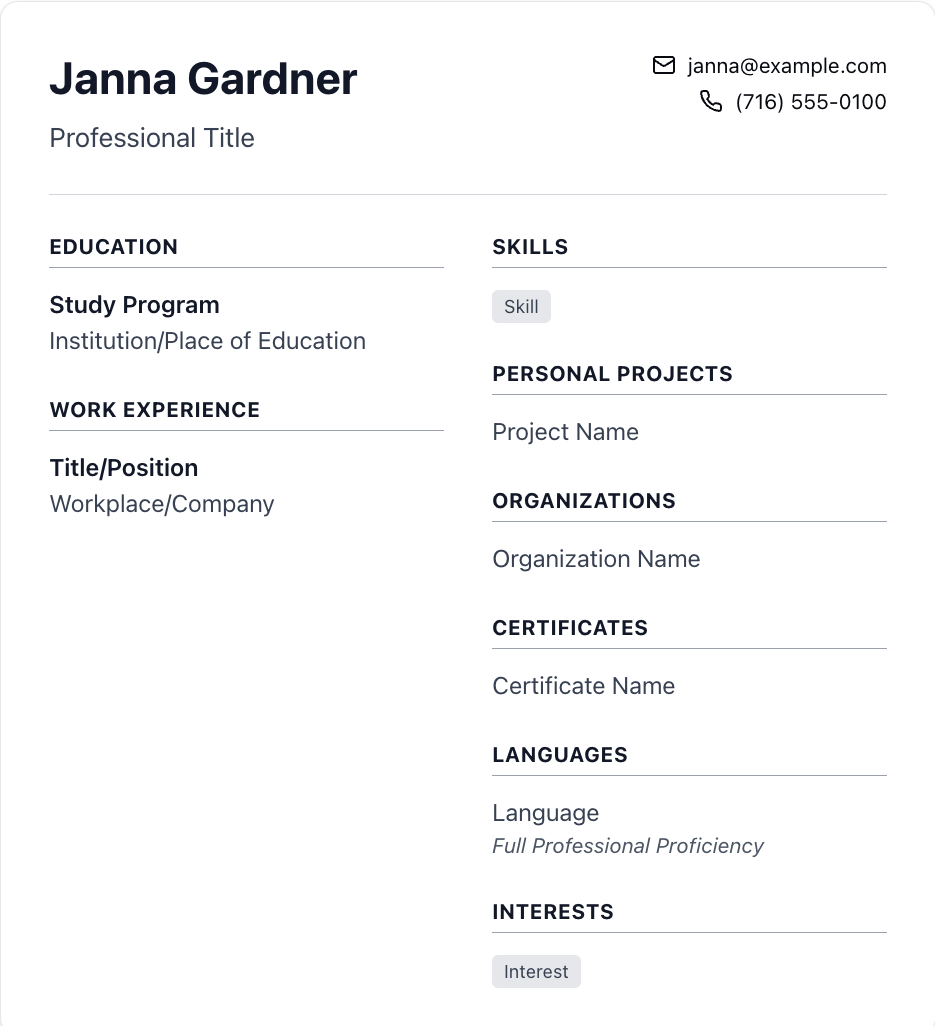 Janna Gardner
Professional Title
janna@example.com
(716) 555-0100
EDUCATION
Study Program
Institution/Place of Education
WORK EXPERIENCE
Title/Position
Workplace/Company
SKILLS
Skill
PERSONAL PROJECTS
Project Name
ORGANIZATIONS
Organization Name
CERTIFICATES
Certificate Name
LANGUAGES
Language
Full Professional Proficiency
INTERESTS
Interest